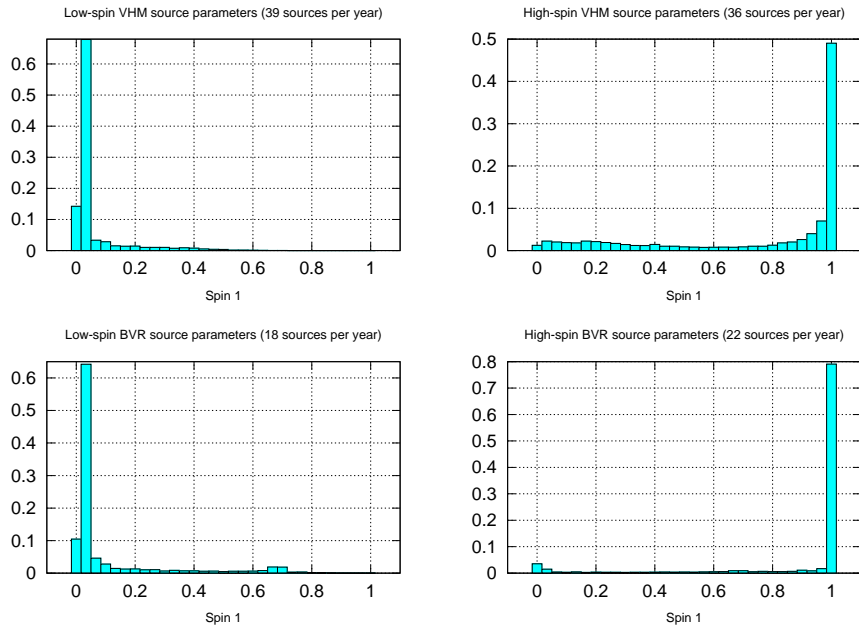 Low-spin VHM source parameters (39 sources per year)
0.6
0.5
0.4
0.3
0.2
0.1
0
0 0.2 0.4 0.6 0.8 1
Spin 1
High-spin VHM source parameters (36 sources per year)
0.5
0.4
0.3
0.2
0.1
0
0 0.2 0.4 0.6 0.8 1
Spin 1
Low-spin BVR source parameters (18 sources per year)
0.6
0.5
0.4
0.3
0.2
0.1
0
0 0.2 0.4 0.6 0.8 1
Spin 1
High-spin BVR source parameters (22 sources per year)
0.8
0.7
0.6
0.5
0.4
0.3
0.2
0.1
0
0 0.2 0.4 0.6 0.8 1
Spin 1